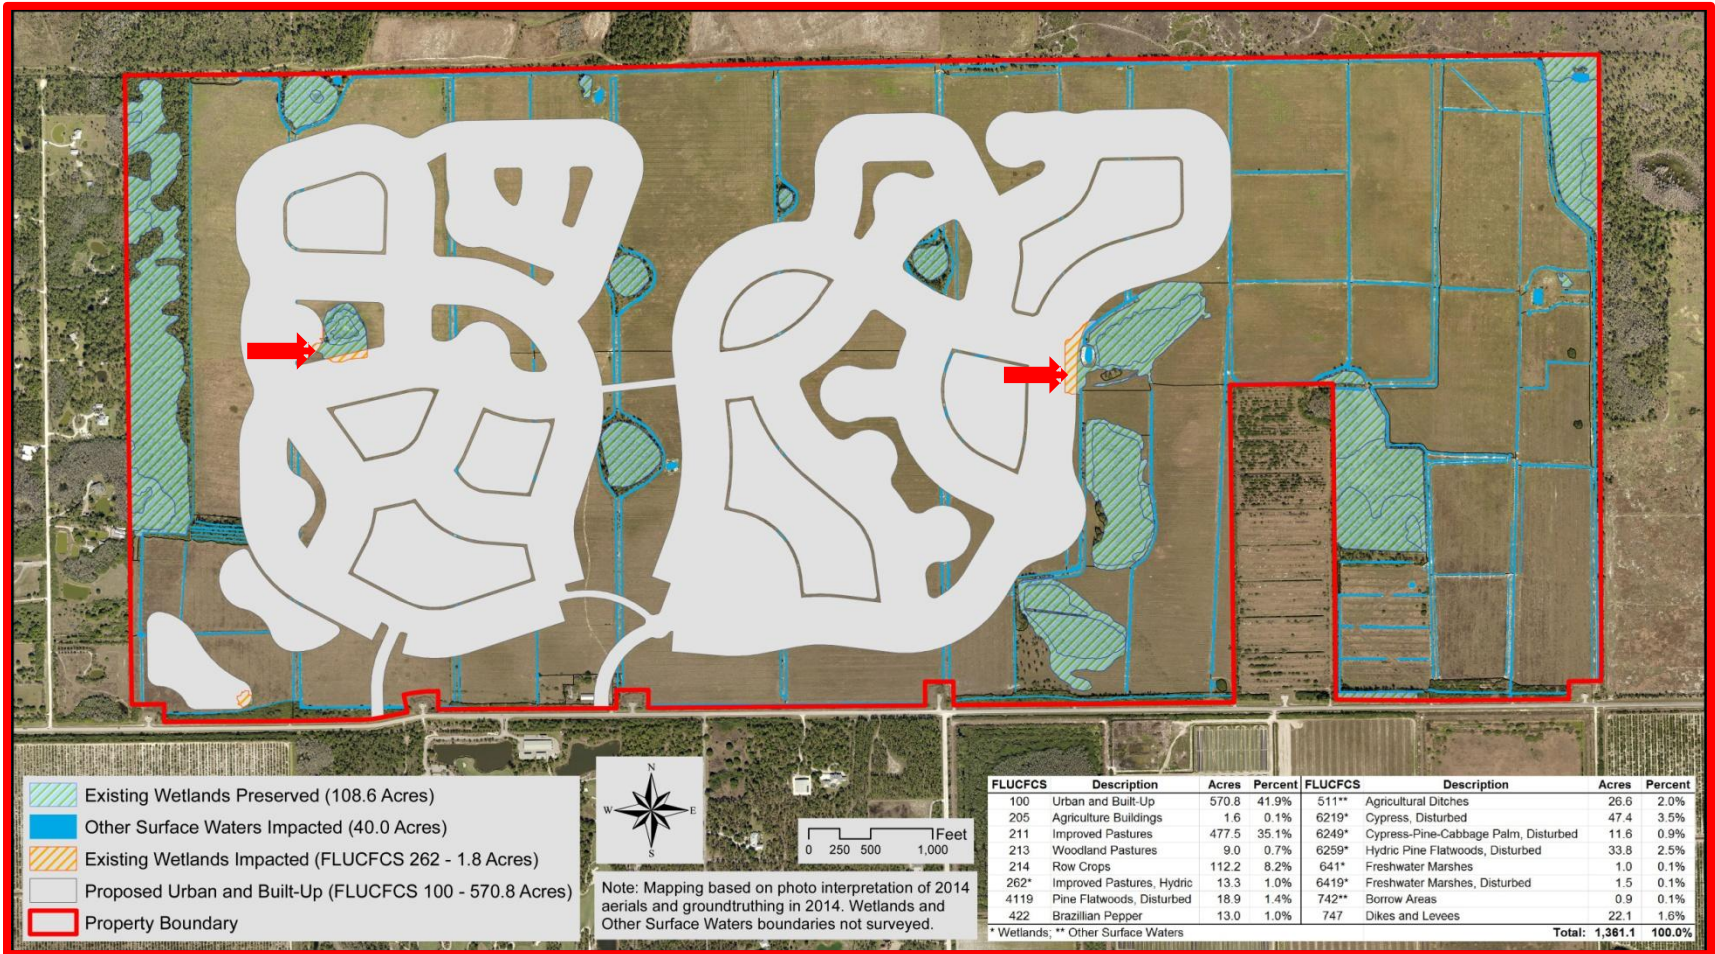 Existing Wetlands Preserved (108.6 Acres)
Other Surface Waters Impacted (40.0 Acres)
Existing Wetlands Impacted (FLUCFCS 262 - 1.8 Acres)
Proposed Urban and Built-Up (FLUCFCS 100 - 570.8 Acres)
Property Boundary
N
W E
S
Feet
0 250 500 1,000
Note: Mapping based on photo interpretation of 2014
aerials and groundtruthing in 2014. Wetlands and
Other Surface Waters boundaries not surveyed.
FLUCFCS Description Acres Percent FLUCFCS Description Acres Percent
100 Urban and Built-Up 570.8 41.9% 511** Agricultural Ditches 26.6 2.0%
205 Agriculture Buildings 1.6 0.1% 6219* Cypress, Disturbed 47.4 3.5%
211 Improved Pastures 477.5 35.1% 6249* Cypress-Pine-Cabbage Palm, Disturbed 11.6 0.9%
213 Woodland Pastures 9.0 0.7% 6259* Hydric Pine Flatwoods, Disturbed 33.8 2.5%
214 Row Crops 112.2 8.2% 641* Freshwater Marshes 1.0 0.1%
262* Improved Pastures, Hydric 13.3 1.0% 6419* Freshwater Marshes, Disturbed 1.5 0.1%
4119 Pine Flatwoods, Disturbed 18.9 1.4% 742** Borrow Areas 0.9 0.1%
422 Brazillian Pepper 13.0 1.0% 747 Dikes and Levees 22.1 1.6%
* Wetlands; ** Other Surface Waters Total: 1,361.1 100.0%